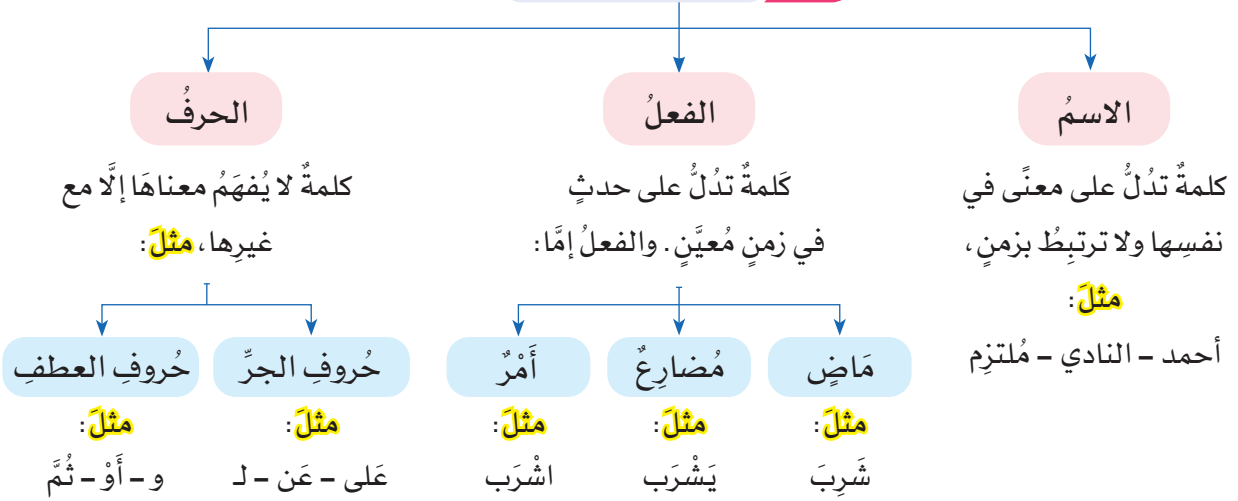 الاسمُ
كلمةٌ تدُلُّ على معنًى في
نفسِها ولا ترتبِطُ بزمنٍ،
مثلَ:
أحمد – النادي – مُلتزِم
الفعلُ
كَلمةٌ تدُلُّ على حدثٍ
في زمنٍ مُعيَّنٍ. والفعلُ إمَّا:
مَاضٍ
مثلَ:
شَرِبَ
مُضارِعٌ
مثلَ:
يَشْرَب
أَمْرٌ
مثلَ:
اشْرَب
الحرفُ
كلمةٌ لا يُفهَمُ معناهَا إلَّا مع
غيرِها، مثلَ:
حُروفِ الجرِّ
مثلَ:
عَلى – عَن – لـ
حُروفِ العطفِ
مثلَ:
و – أَوْ – ثُمَّ